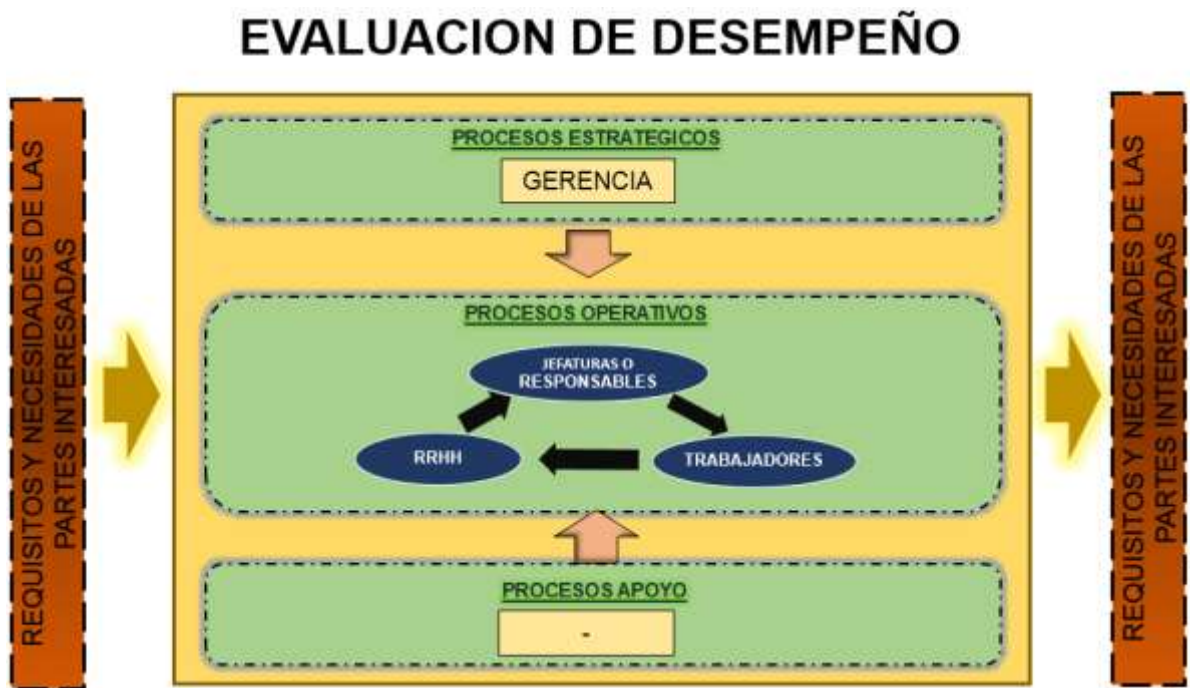 EVALUACION DE DESEMPEÑO
REQUISITOS Y NECESIDADES DE LAS
PARTES INTERESADAS
PROCESOS ESTRATEGICOS
GERENCIA
PROCESOS OPERATIVOS
JEFATURAS O
RESPONSABLES
RRHH
TRABAJADORES
PROCESOS APOYO
-
REQUISITOS Y NECESIDADES DE LAS
PARTES INTERESADAS